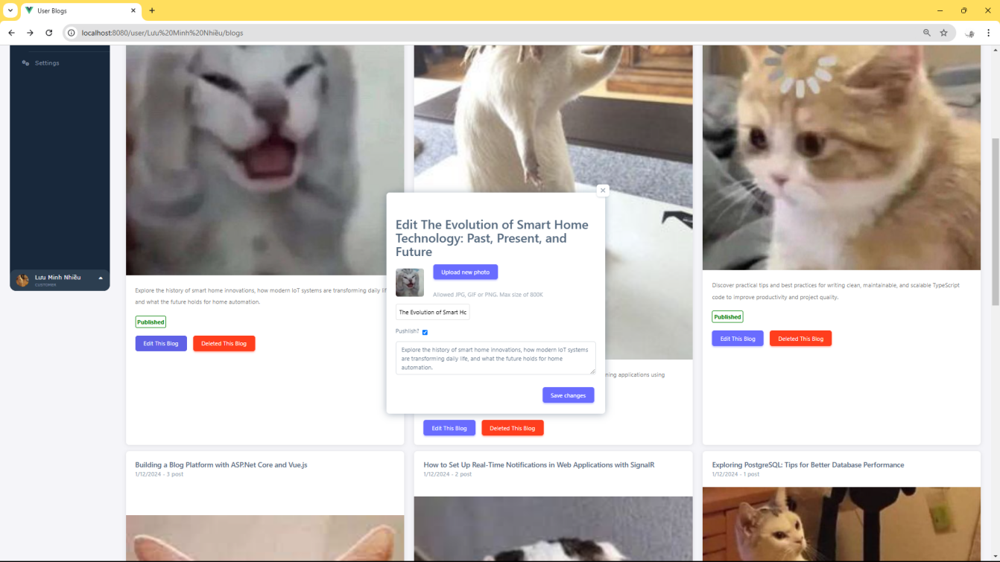 User Blogs
localhost:8080/user/Lưu%20Minh%20Nhiều/blogs
Settings
Lưu Minh Nhiều
CUSTOMER
Explore the history of smart home innovations, how modern IoT systems are transforming daily
and what the future holds for home automation.
Published
Edit This Blog Deleted This Blog
Edit The Evolution of Smart Home
Technology: Past, Present, and
Future
Upload new photo
Allowed JPG, GIF or PNG. Max size of 800K
The Evolution of Smart Hc
Pushlish?
Explore the history of smart home innovations, how modern IoT systems
are transforming daily life, and what the future holds for home
automation.
Save changes
applications using
Edit This Blog Deleted This Blog
Discover practical tips and best practices for writing clean, maintainable, and scalable TypeScript
code to improve productivity and project quality.
Published
Edit This Blog Deleted This Blog
Building a Blog Platform with ASP.Net Core and Vue.js
1/12/2024 - 3 post
How to Set Up Real-Time Notifications in Web Applications with SignalR
1/12/2024 - 2 post
Exploring PostgreSQL: Tips for Better Database Performance
1/12/2024 - 1 post